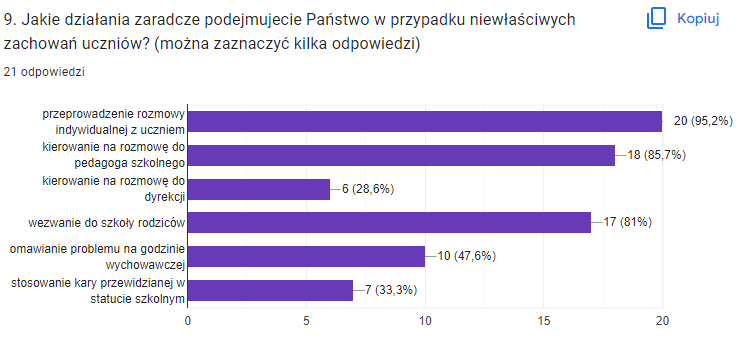 9. Jakie działania zaradcze podejmujecie Państwo w przypadku niewłaściwych
zachowań uczniów? (można zaznaczyć kilka odpowiedzi)
Kopiuj
21 odpowiedzi
przeprowadzenie rozmowy
indywidualnej z uczniem
20 (95,2%)
kierowanie na rozmowę do
pedagoga szkolnego
18 (85,7%)
kierowanie na rozmowę do
dyrekcji
6 (28,6%)
wezwanie do szkoły rodziców
17 (81%)
omawianie problemu na godzinie
wychowawczej
10 (47,6%)
stosowanie kary przewidzianej w
statucie szkolnym
7 (33,3%)
0 5 10 15 20